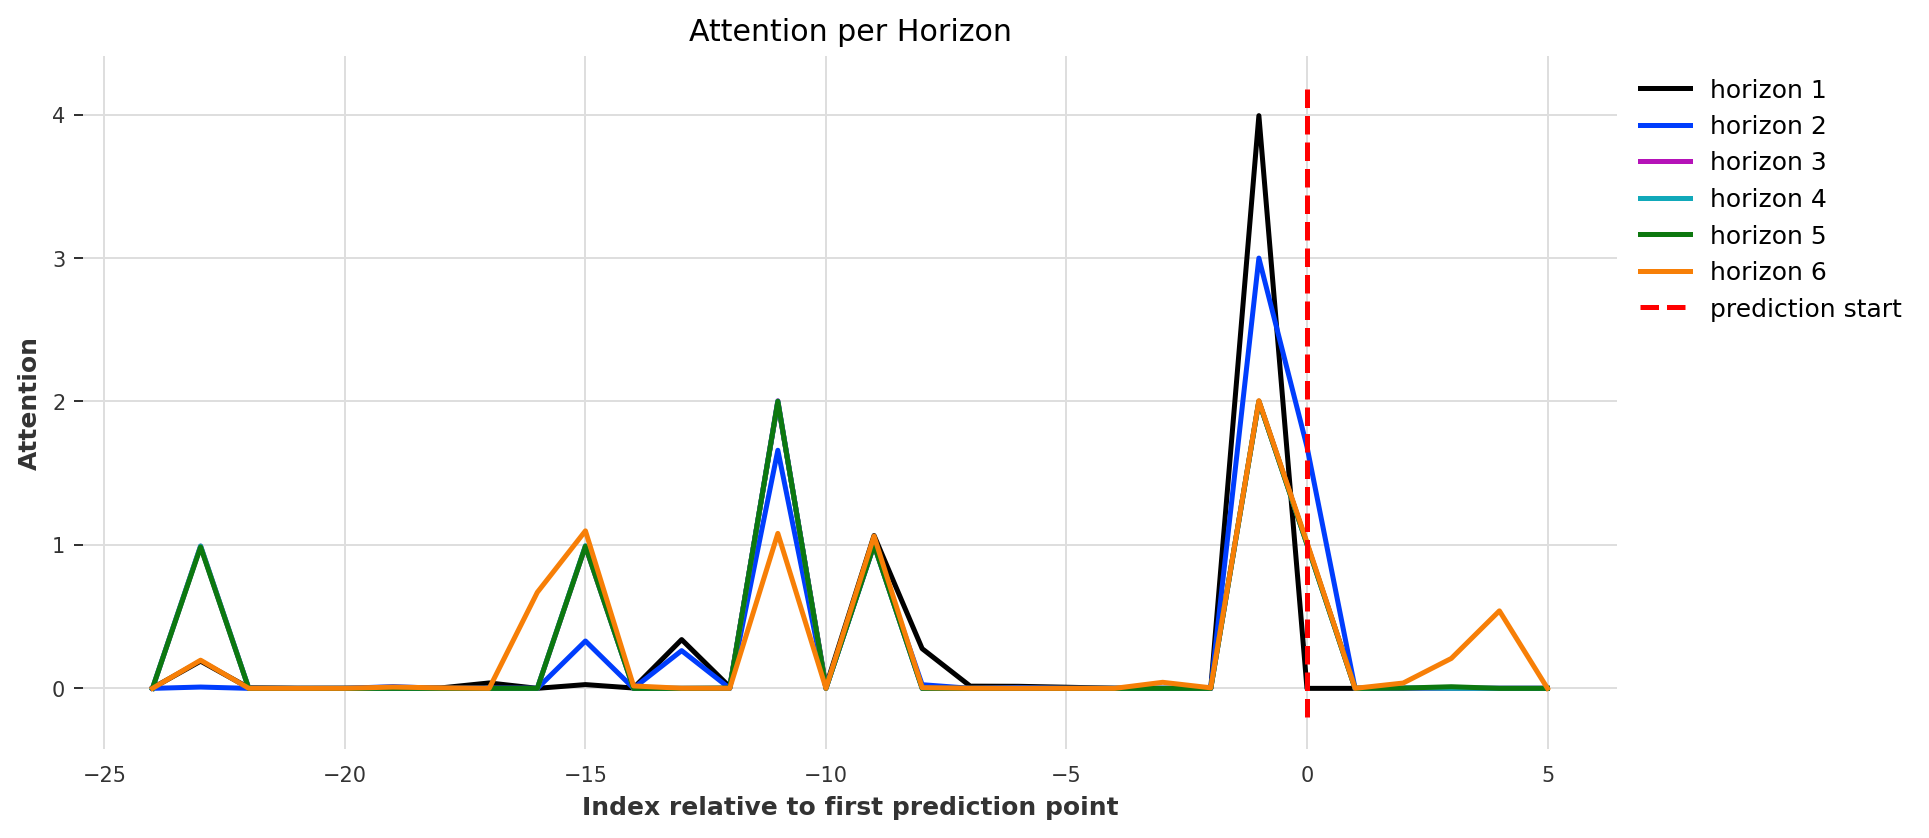 Attention per Horizon
Attention
4
3
2
1
0
−25
−20
−15
−10
−5
0
5
Index relative to first prediction point
horizon 1
horizon 2
horizon 3
horizon 4
horizon 5
horizon 6
prediction start